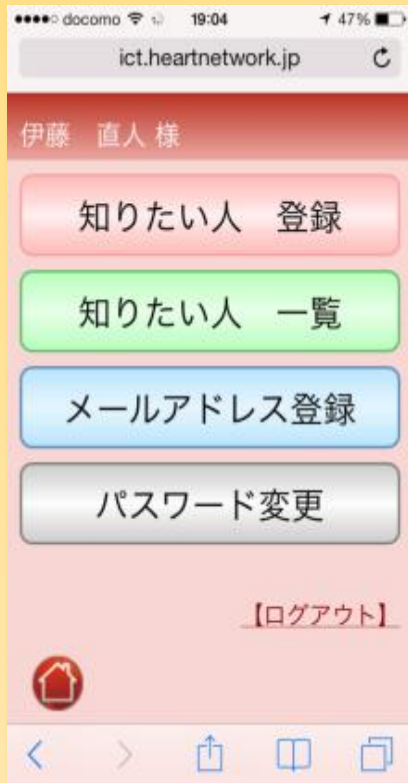 docomo 19:04 47%
ict.heartnetwork.jp
伊藤　直人 様
知りたい人　登録
知りたい人　一覧
メールアドレス登録
パスワード変更
【ログアウト】